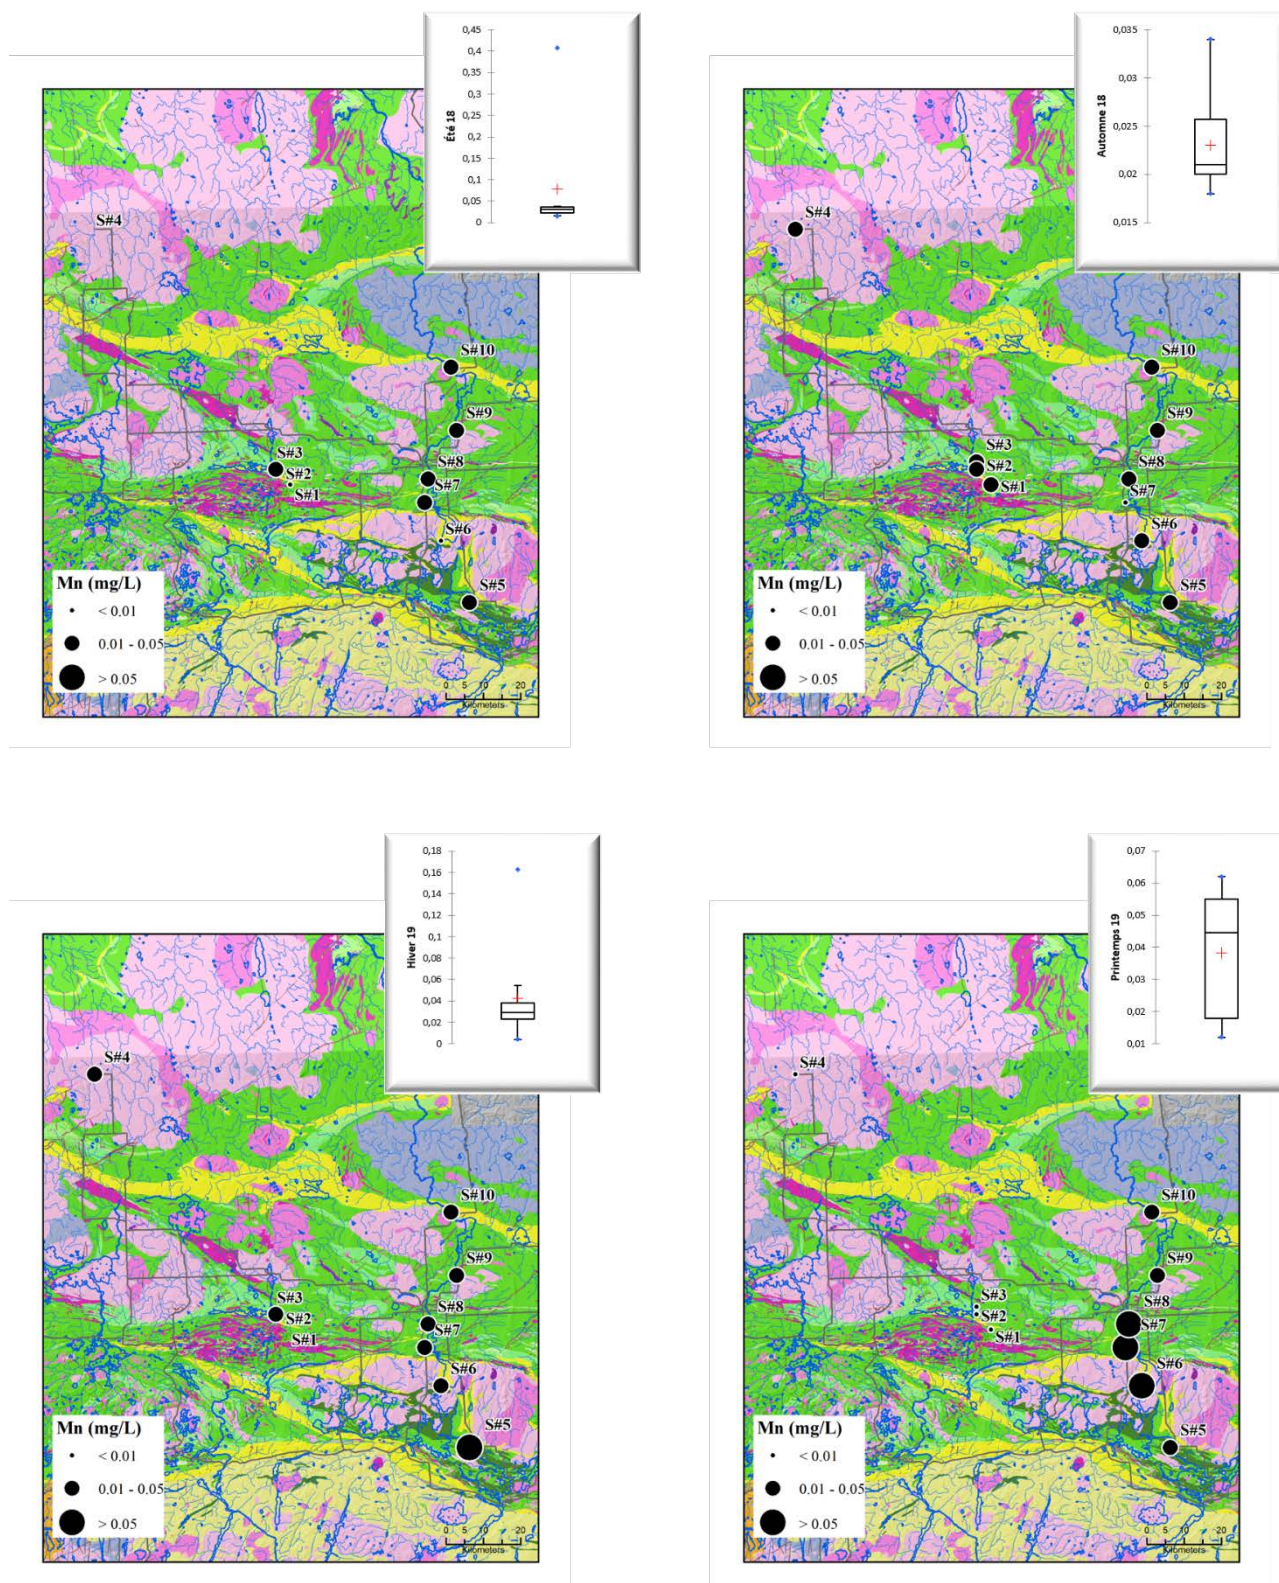 0,45
0,4
0,35
0,3
0,25
0,2
0,15
0,1
0,05
0
Été 18
S#4
S#10
S#9
S#3
S#2
S#8
S#7
S#1
S#6
S#5
Mn (mg/L)
< 0.01
0.01 - 0.05
> 0.05
0 5 10 20
Kilometers
0,035
0,03
0,025
0,02
0,015
Automne 18
S#4
S#10
S#9
S#3
S#2
S#8
S#7
S#1
S#6
S#5
Mn (mg/L)
< 0.01
0.01 - 0.05
> 0.05
0 5 10 20
Kilometers
0,18
0,16
0,14
0,12
0,1
0,08
0,06
0,04
0,02
0
Hiver 19
S#4
S#10
S#9
S#3
S#2
S#8
S#7
S#1
S#6
S#5
Mn (mg/L)
< 0.01
0.01 - 0.05
> 0.05
0 5 10 20
Kilometers
0,07
0,06
0,05
0,04
0,03
0,02
0,01
Printemps 19
S#4
S#10
S#9
S#3
S#2
S#8
S#7
S#1
S#6
S#5
Mn (mg/L)
< 0.01
0.01 - 0.05
> 0.05
0 5 10 20
Kilometers